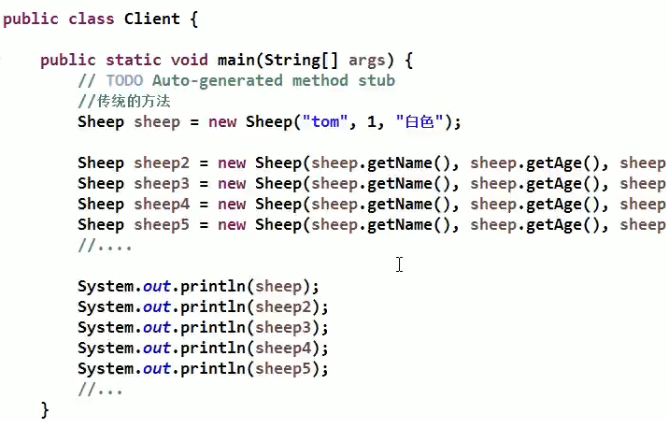 public class Client {
public static void main(String[] args) {
// TODO Auto-generated method stub
//传统的方法
Sheep sheep = new Sheep("tom", 1, "白色");
Sheep sheep2 = new Sheep(sheep.getName(), sheep.getAge(), sheep
Sheep sheep3 = new Sheep(sheep.getName(), sheep.getAge(), sheep
Sheep sheep4 = new Sheep(sheep.getName(), sheep.getAge(), sheep
Sheep sheep5 = new Sheep(sheep.getName(), sheep.getAge(), sheep
//....
System.out.println(sheep);
System.out.println(sheep2);
System.out.println(sheep3);
System.out.println(sheep4);
System.out.println(sheep5);
//...
}